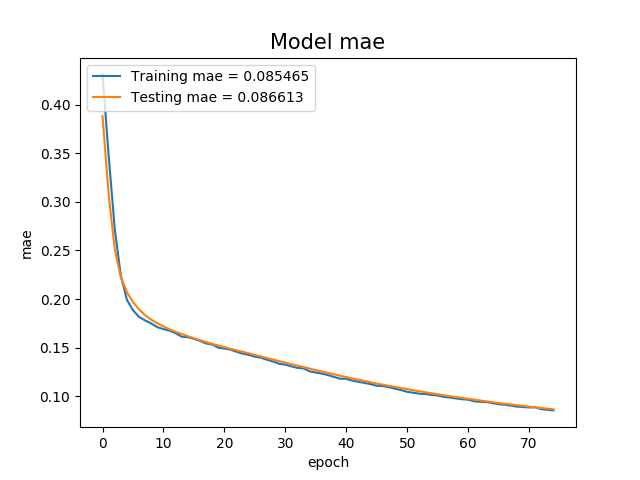 Model mae
Training mae = 0.085465
Testing mae = 0.086613
0.40
0.35
0.30
0.25
0.20
0.15
0.10
mae
0 10 20 30 40 50 60 70
epoch